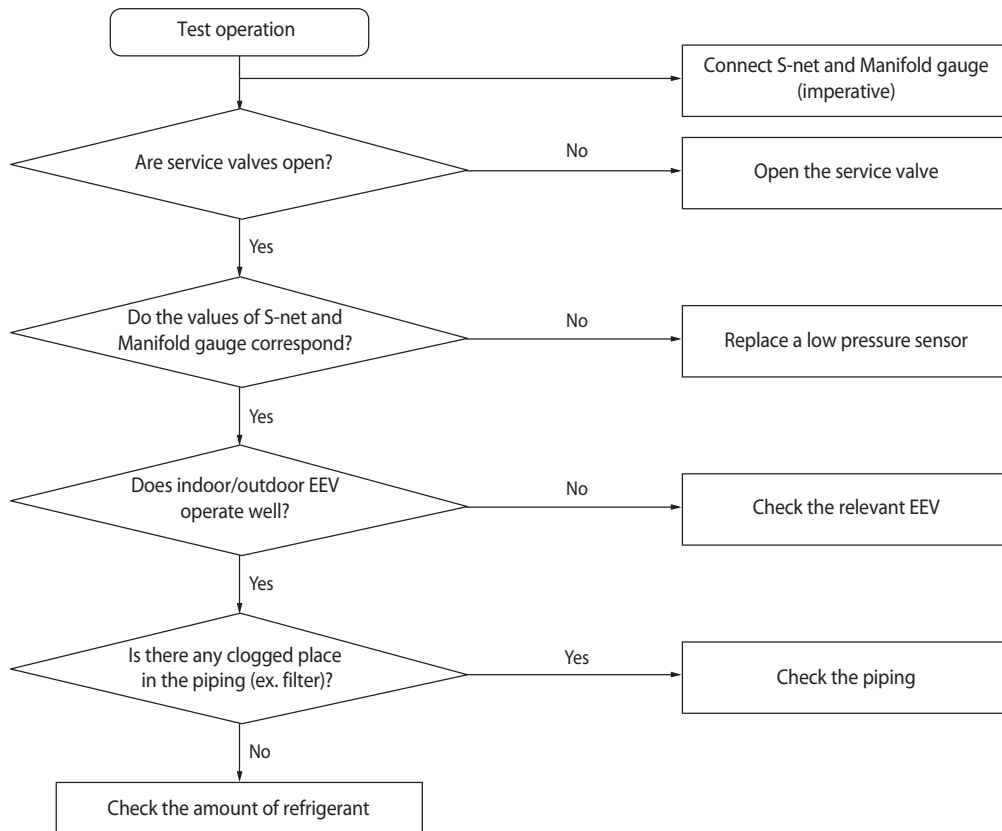 Test operation
Connect S-net and Manifold gauge
(imperative)
Are service valves open?
No
Open the service valve
Yes
Do the values of S-net and
Manifold gauge correspond?
No
Replace a low pressure sensor
Yes
Does indoor/outdoor EEV
operate well?
No
Check the relevant EEV
Yes
Is there any clogged place
in the piping (ex. filter)?
Yes
Check the piping
No
Check the amount of refrigerant